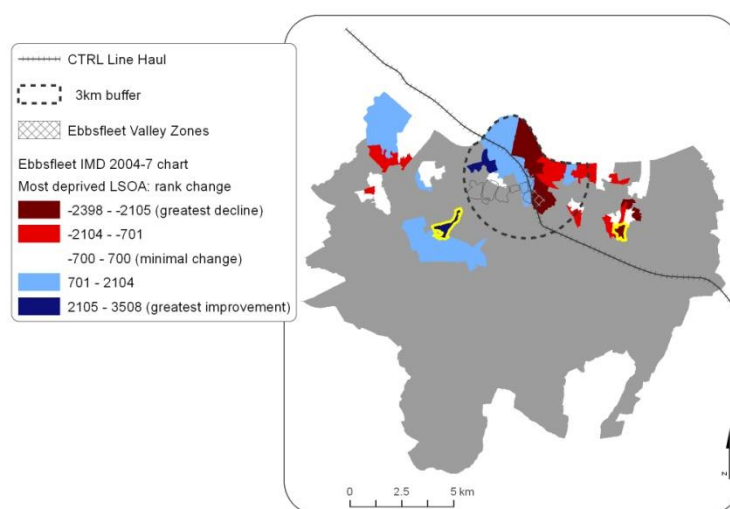 CTRL Line Haul
3km buffer
Ebbsfleet Valley Zones
Ebbsfleet IMD 2004-7 chart
Most deprived LSOA: rank change
-2398 - -2105 (greatest decline)
-2104 - -701
-700 - 700 (minimal change)
701 - 2104
2105 - 3508 (greatest improvement)
0 2.5 5 km
N